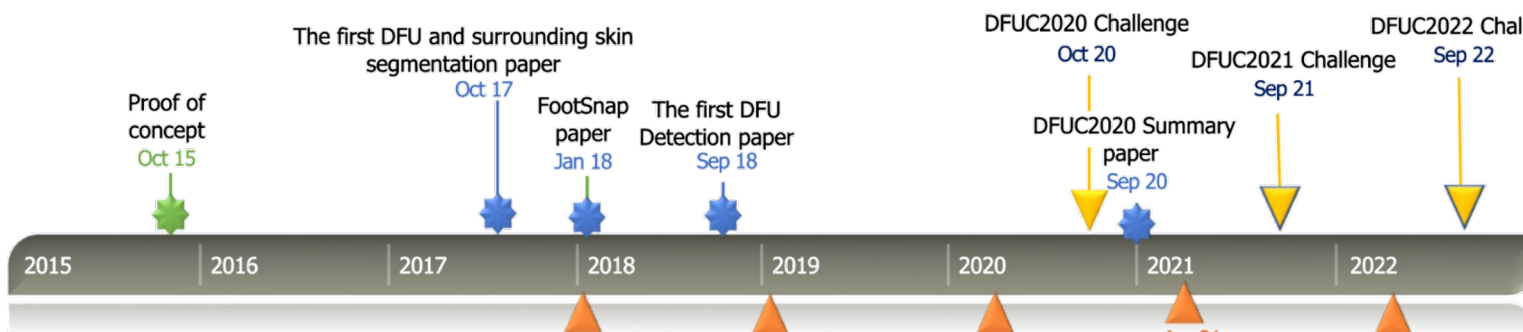 Proof of
concept
Oct 15
The first DFU and surrounding skin
segmentation paper
Oct 17
FootSnap
paper
Jan 18
The first DFU
Detection paper
Sep 18
DFUC2020 Challenge
Oct 20
DFUC2020 Summary
paper
Sep 20
DFUC2021 Challenge
Sep 21
DFUC2022 Chal
Sep 22
2015
2016
2017
2018
2019
2020
2021
2022